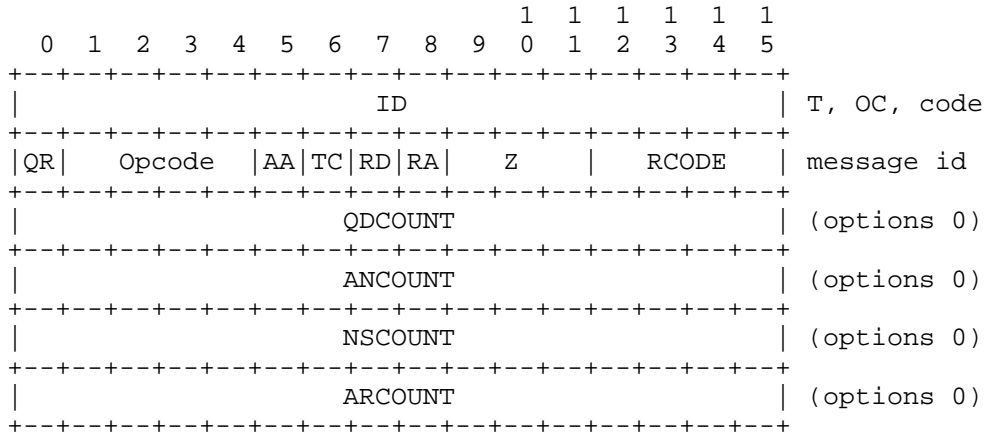 1  1  1  1  1  1
  0  1  2  3  4  5  6  7  8  9  0  1  2  3  4  5
+--+--+--+--+--+--+--+--+--+--+--+--+--+--+--+--+
|                      ID                       | T, OC, code
+--+--+--+--+--+--+--+--+--+--+--+--+--+--+--+--+
|QR|   Opcode  |AA|TC|RD|RA|   Z    |   RCODE   | message id
+--+--+--+--+--+--+--+--+--+--+--+--+--+--+--+--+
|                    QDCOUNT                    | (options 0)
+--+--+--+--+--+--+--+--+--+--+--+--+--+--+--+--+
|                    ANCOUNT                    | (options 0)
+--+--+--+--+--+--+--+--+--+--+--+--+--+--+--+--+
|                    NSCOUNT                    | (options 0)
+--+--+--+--+--+--+--+--+--+--+--+--+--+--+--+--+
|                    ARCOUNT                    | (options 0)
+--+--+--+--+--+--+--+--+--+--+--+--+--+--+--+--+